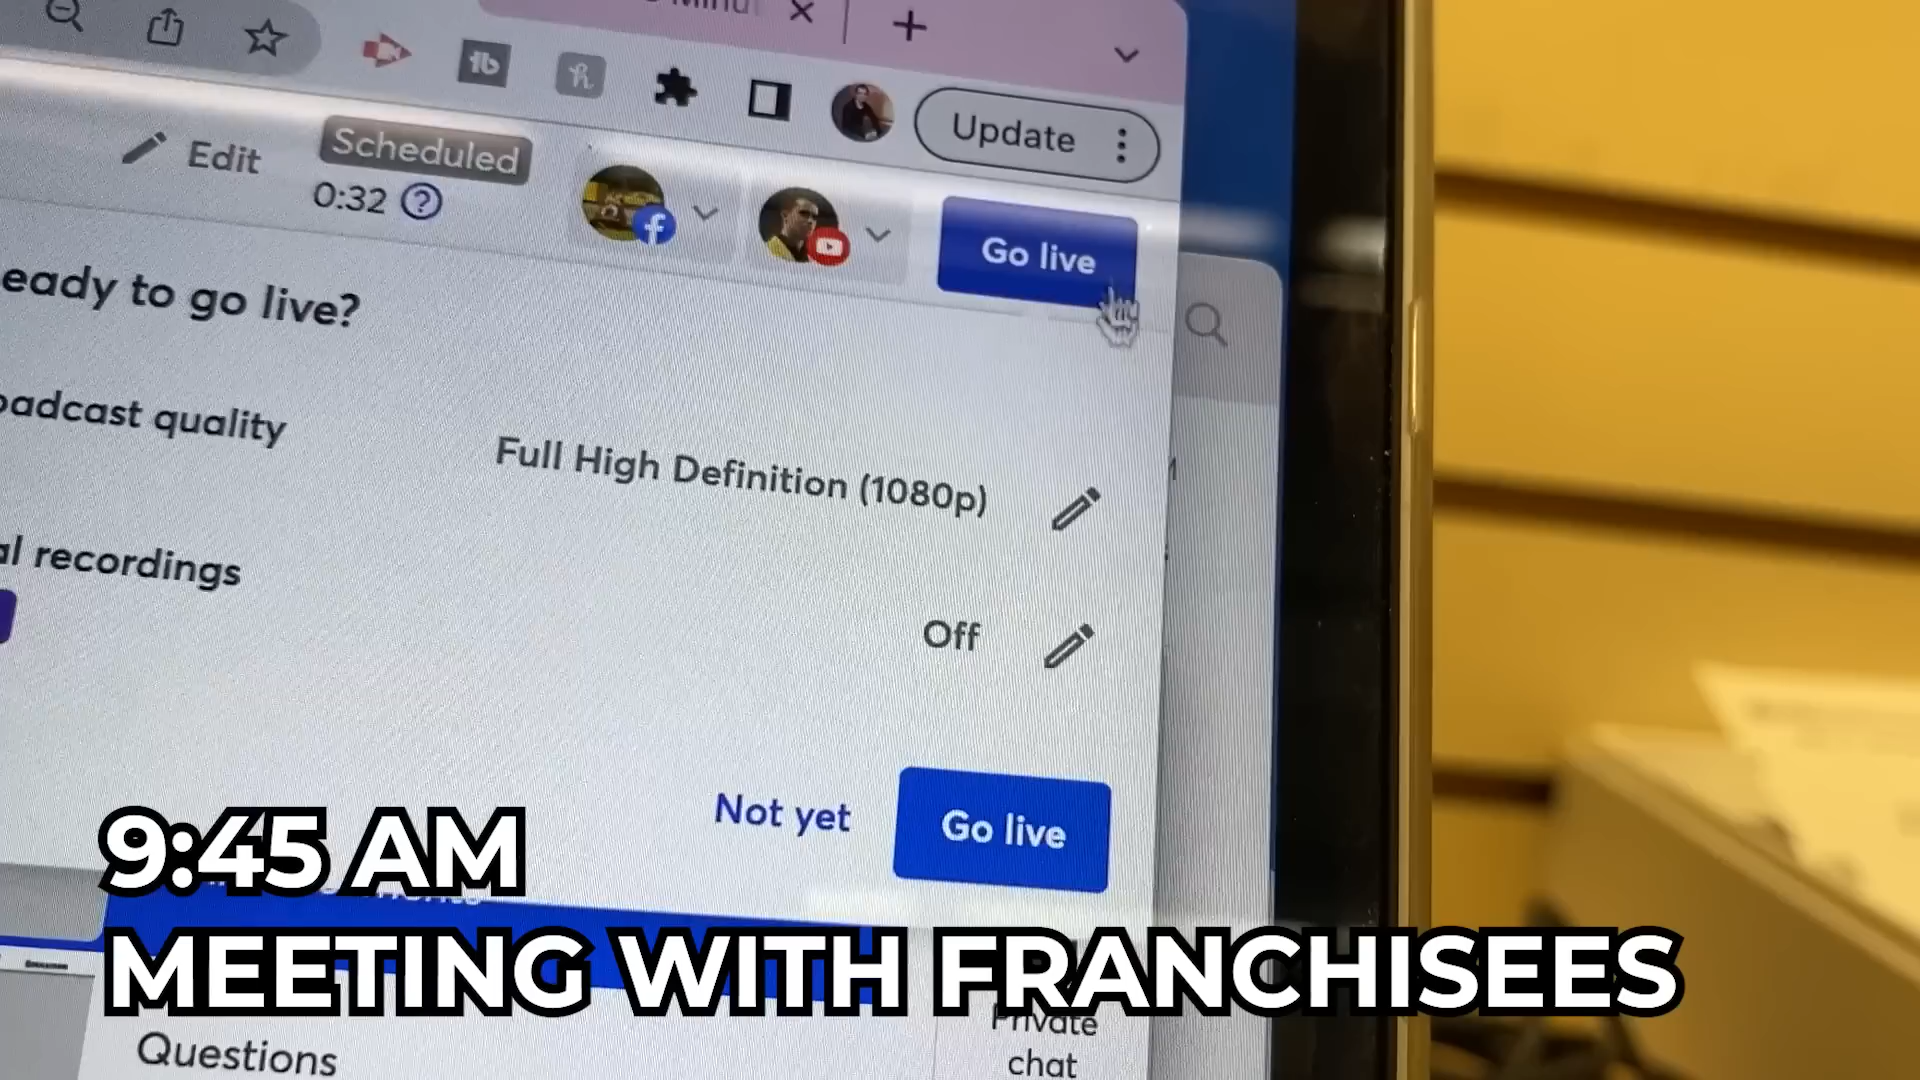 Update
Edit
Scheduled
0:32
Go live
eady to go live?
oadcast quality
Full High Definition (1080p)
al recordings
Off
Not yet
Go live
9:45 AM
MEETING WITH FRANCHISEES
Questions
Private
chat